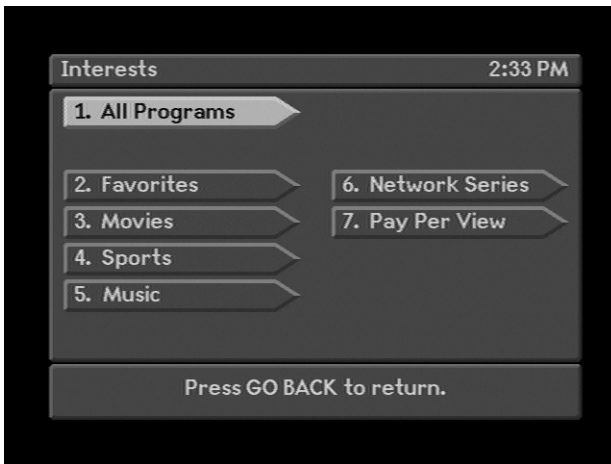 Interests 2:33 PM
1. All Programs
2. Favorites
3. Movies
4. Sports
5. Music
6. Network Series
7. Pay Per View
Press GO BACK to return.